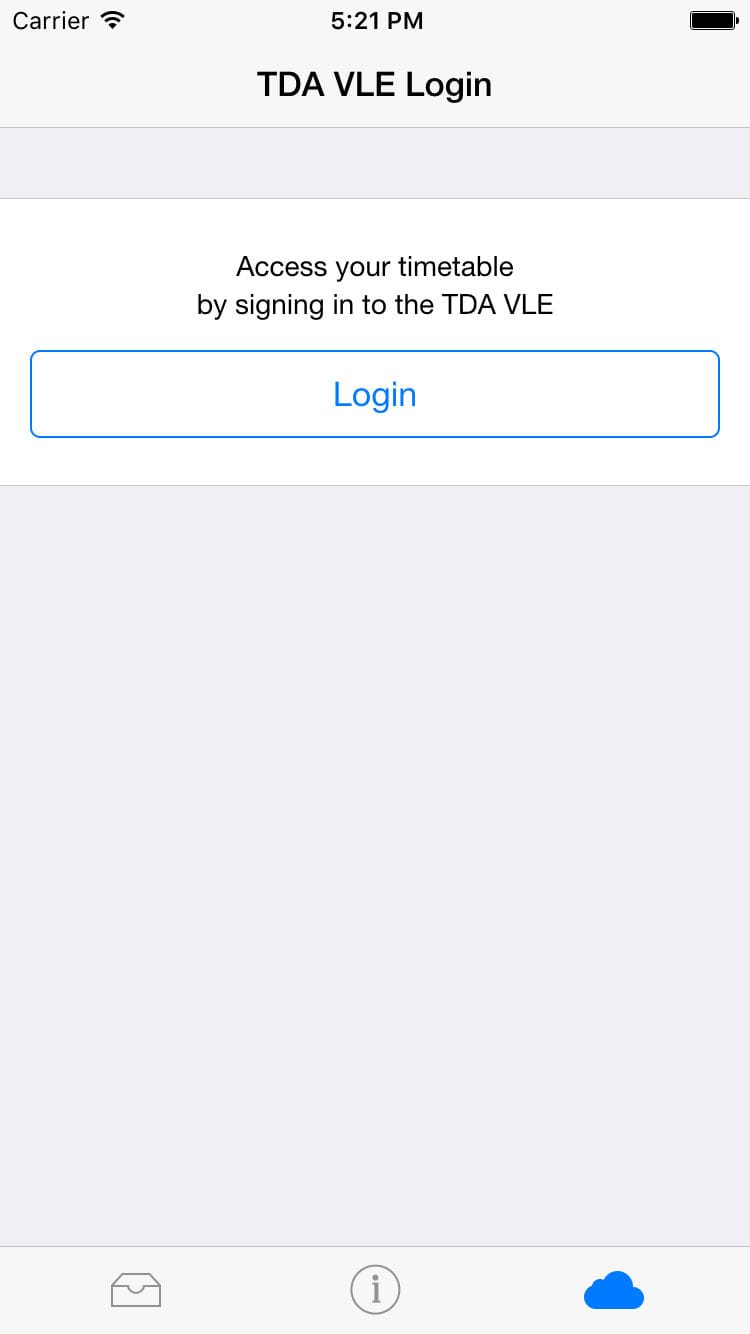 Carrier 5:21 PM
TDA VLE Login
Access your timetable
by signing in to the TDA VLE
Login